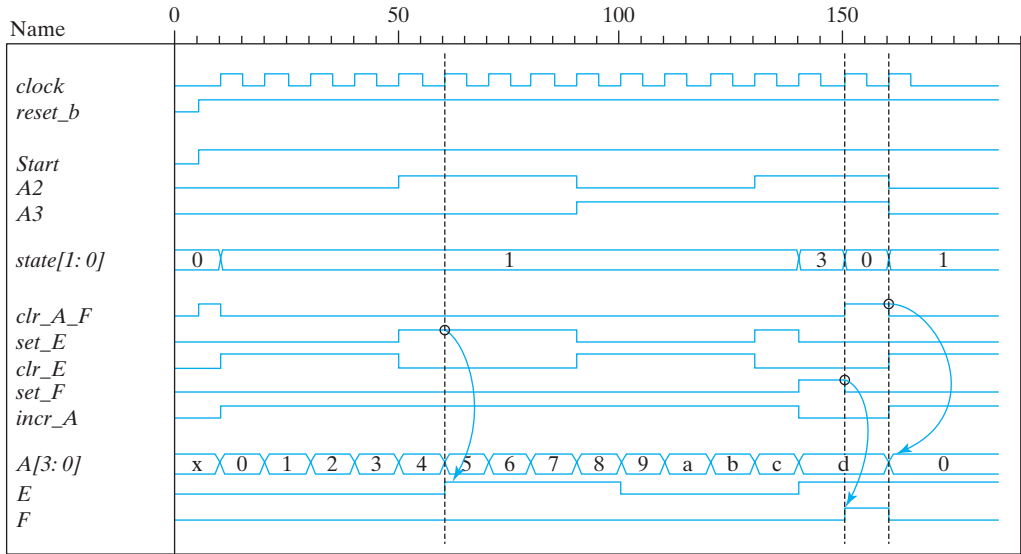 Name
0 50 100 150
clock
reset_b
Start
A2
A3
state[1: 0] 0 1 3 0 1
clr_A_F
set_E
clr_E
set_F
incr_A
A[3: 0] x 0 1 2 3 4 5 6 7 8 9 a b c d 0
E
F